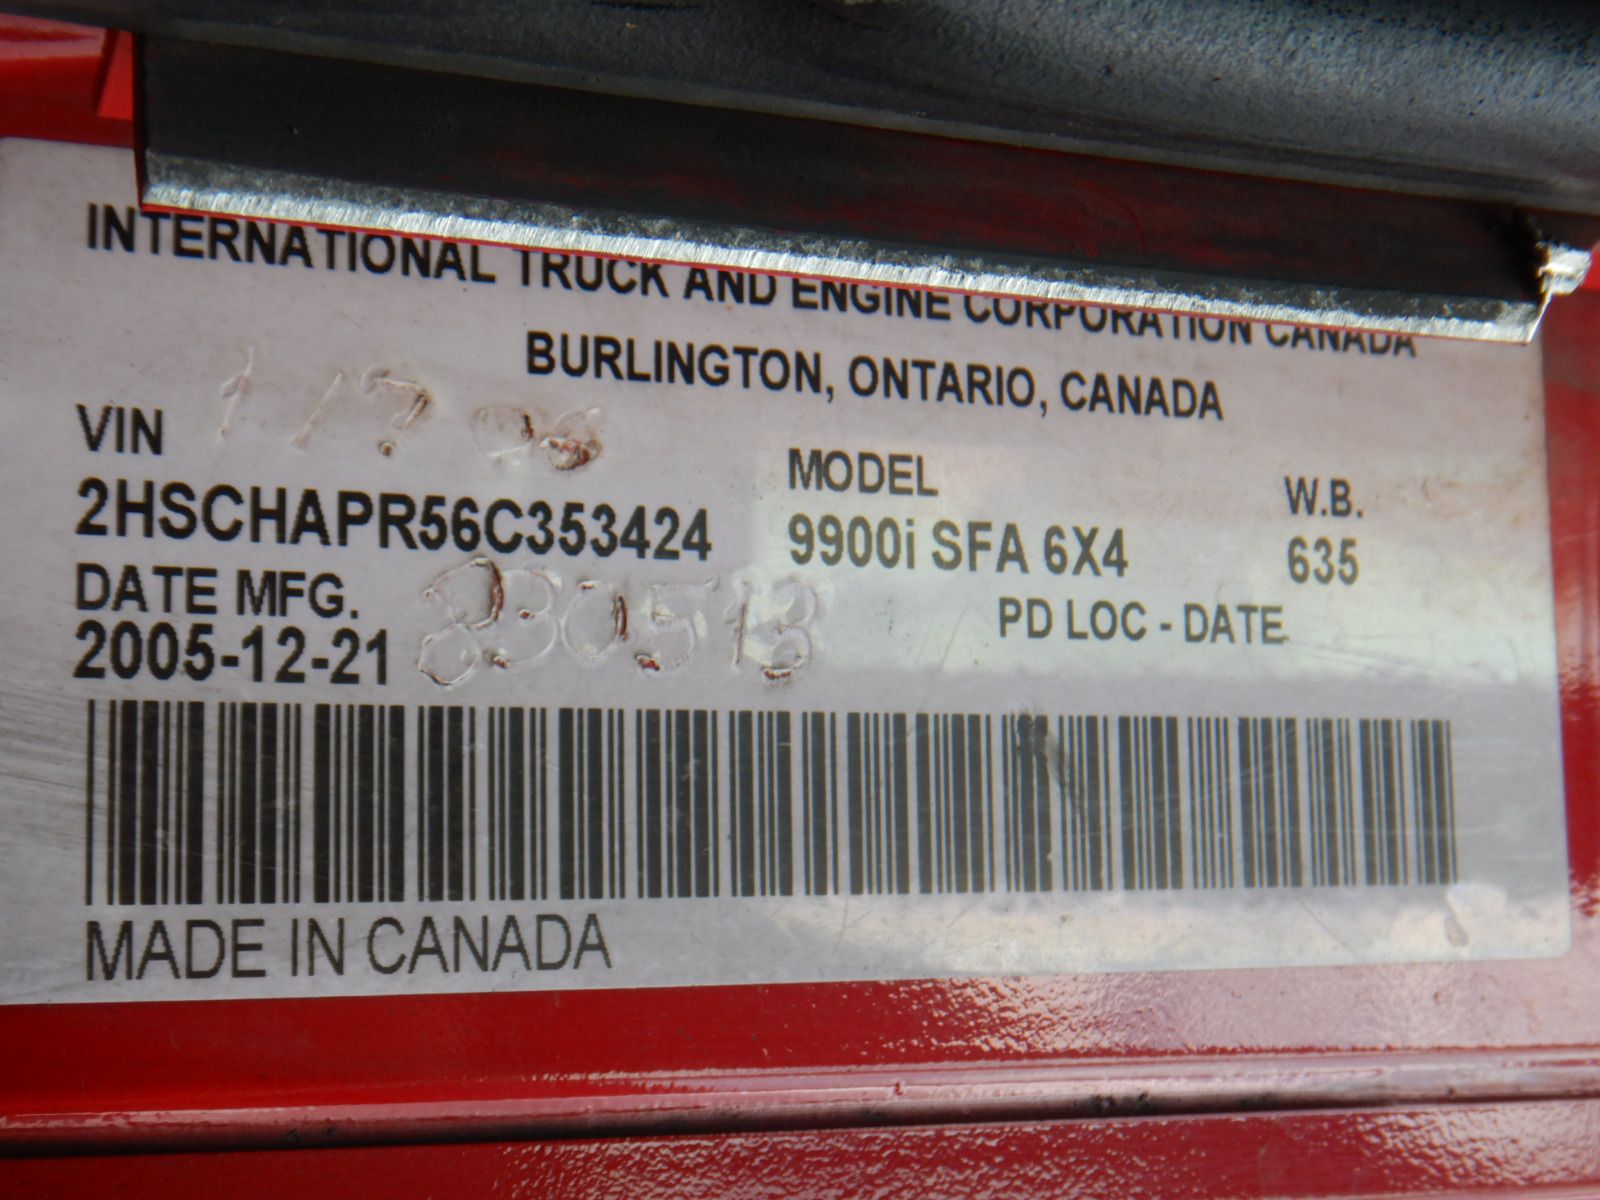 INTERNATIONAL TRUCK AND ENGINE CORPORATION CANADA
BURLINGTON, ONTARIO, CANADA
VIN
2HSCHAPR56C353424
MODEL
9900i SFA 6X4
W.B.
635
DATE MFG.
2005-12-21
830513
PD LOC - DATE
MADE IN CANADA